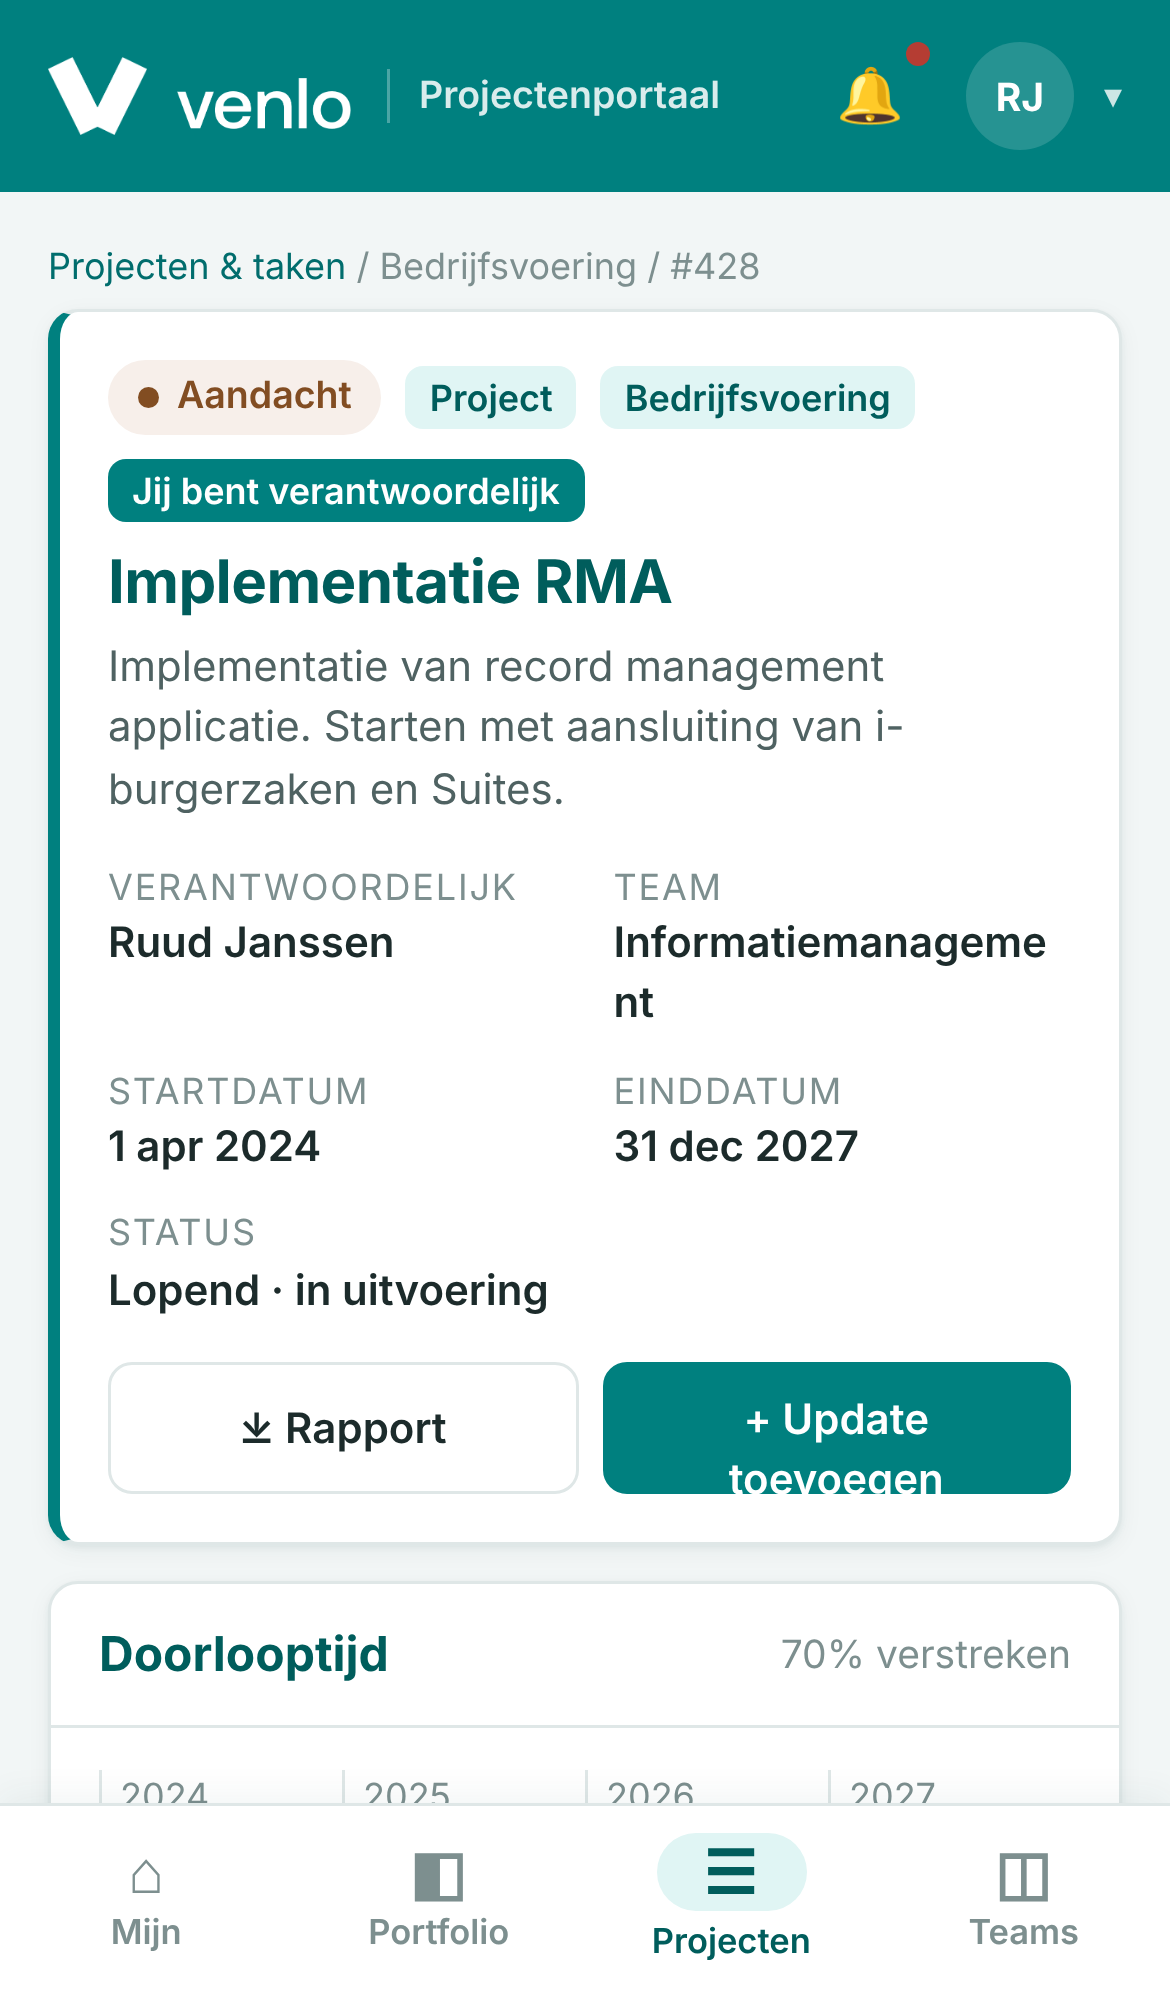 venlo
Projectenportaal
RJ
Projecten & taken / Bedrijfsvoering / #428
Aandacht
Project
Bedrijfsvoering
Jij bent verantwoordelijk
Implementatie RMA
Implementatie van record management
applicatie. Starten met aansluiting van i-
burgerzaken en Suites.
VERANTWOORDELIJK
Ruud Janssen
TEAM
Informatiemanageme
nt
STARTDATUM
1 apr 2024
EINDDATUM
31 dec 2027
STATUS
Lopend · in uitvoering
Rapport
+ Update
toevoegen
Doorlooptijd
70% verstreken
2024
2025
2026
2027
Mijn
Portfolio
Projecten
Teams